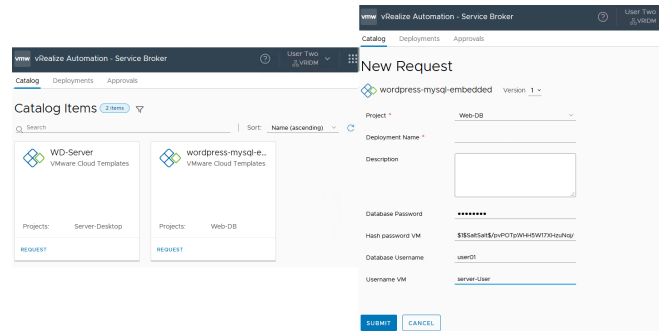 vmw vRealize Automation - Service Broker
User Two
VRIDM
Catalog Deployments Approvals
Catalog Items 2 items
Search
Sort: Name (ascending)
WD-Server
VMware Cloud Templates
Projects: Server-Desktop
REQUEST
wordpress-mysql-e...
VMware Cloud Templates
Projects: Web-DB
REQUEST
vmw vRealize Automation - Service Broker
User Two
VRIDM
Catalog Deployments Approvals
New Request
wordpress-mysql-embedded Version 1
Project * Web-DB
Deployment Name *
Description
Database Password ••••••••
Hash password VM
Database Username user01
Username VM server-User
SUBMIT CANCEL